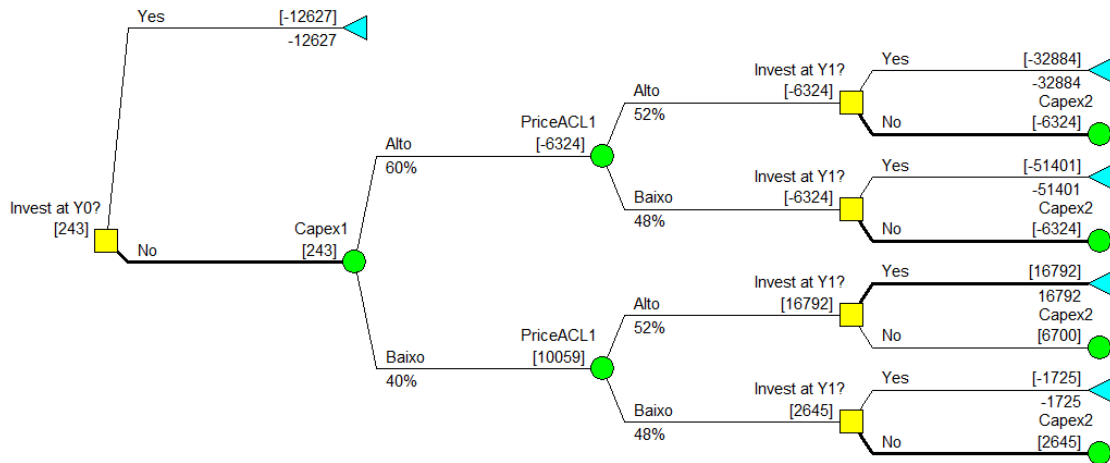 Yes [-12627]
-12627
Invest at Y0?
[243]
No
Capex1
[243]
Alto
60%
PriceACL1
[-6324]
Alto
52%
Invest at Y1?
[-6324]
Yes [-32884]
-32884
Capex2
No [-6324]
Baixo
48%
Invest at Y1?
[-6324]
Yes [-51401]
-51401
Capex2
No [-6324]
Baixo
40%
PriceACL1
[10059]
Alto
52%
Invest at Y1?
[16792]
Yes [16792]
16792
Capex2
No [6700]
Baixo
48%
Invest at Y1?
[2645]
Yes [-1725]
-1725
Capex2
No [2645]